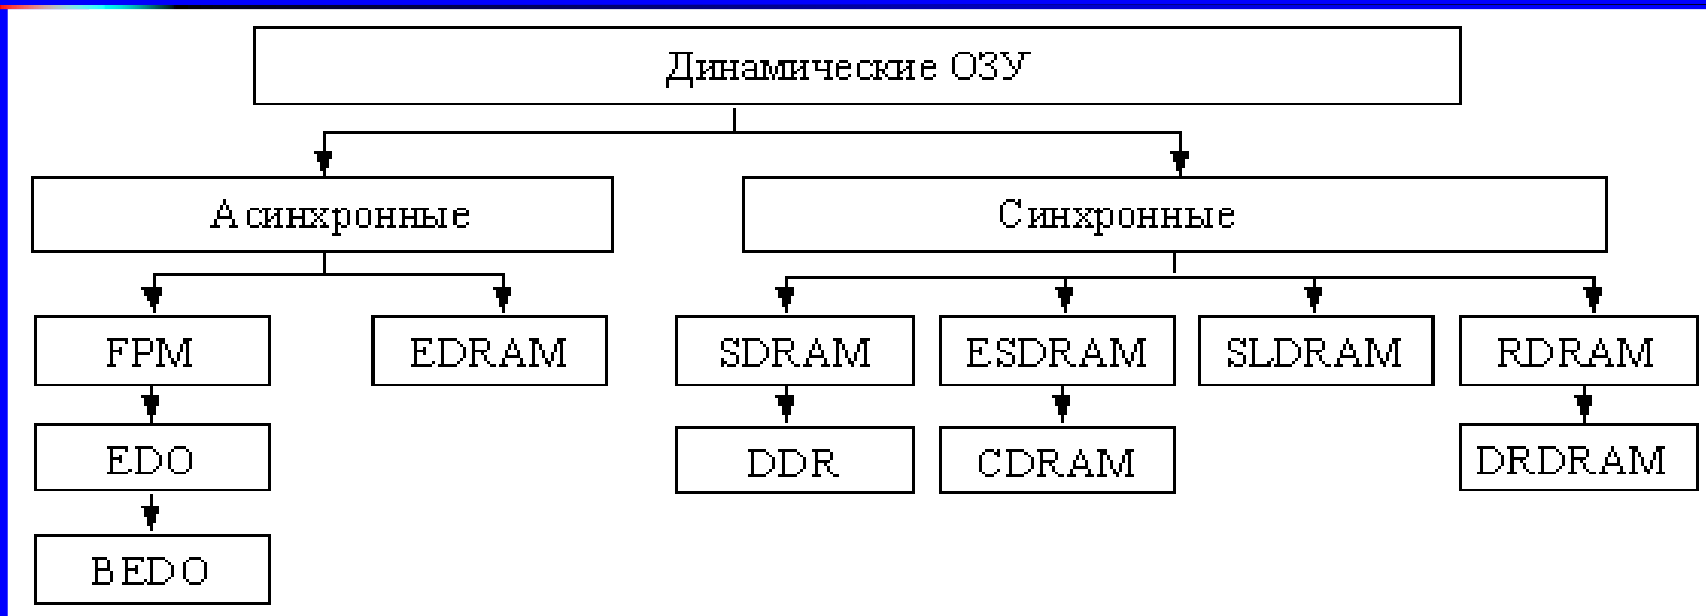 Динамические ОЗУ
Асинхронные
Синхронные
FPM
EDRAM
SDRAM
ESDRAM
SLDRAM
RDRAM
EDO
DDR
CDRAM
DRDRAM
BEDO